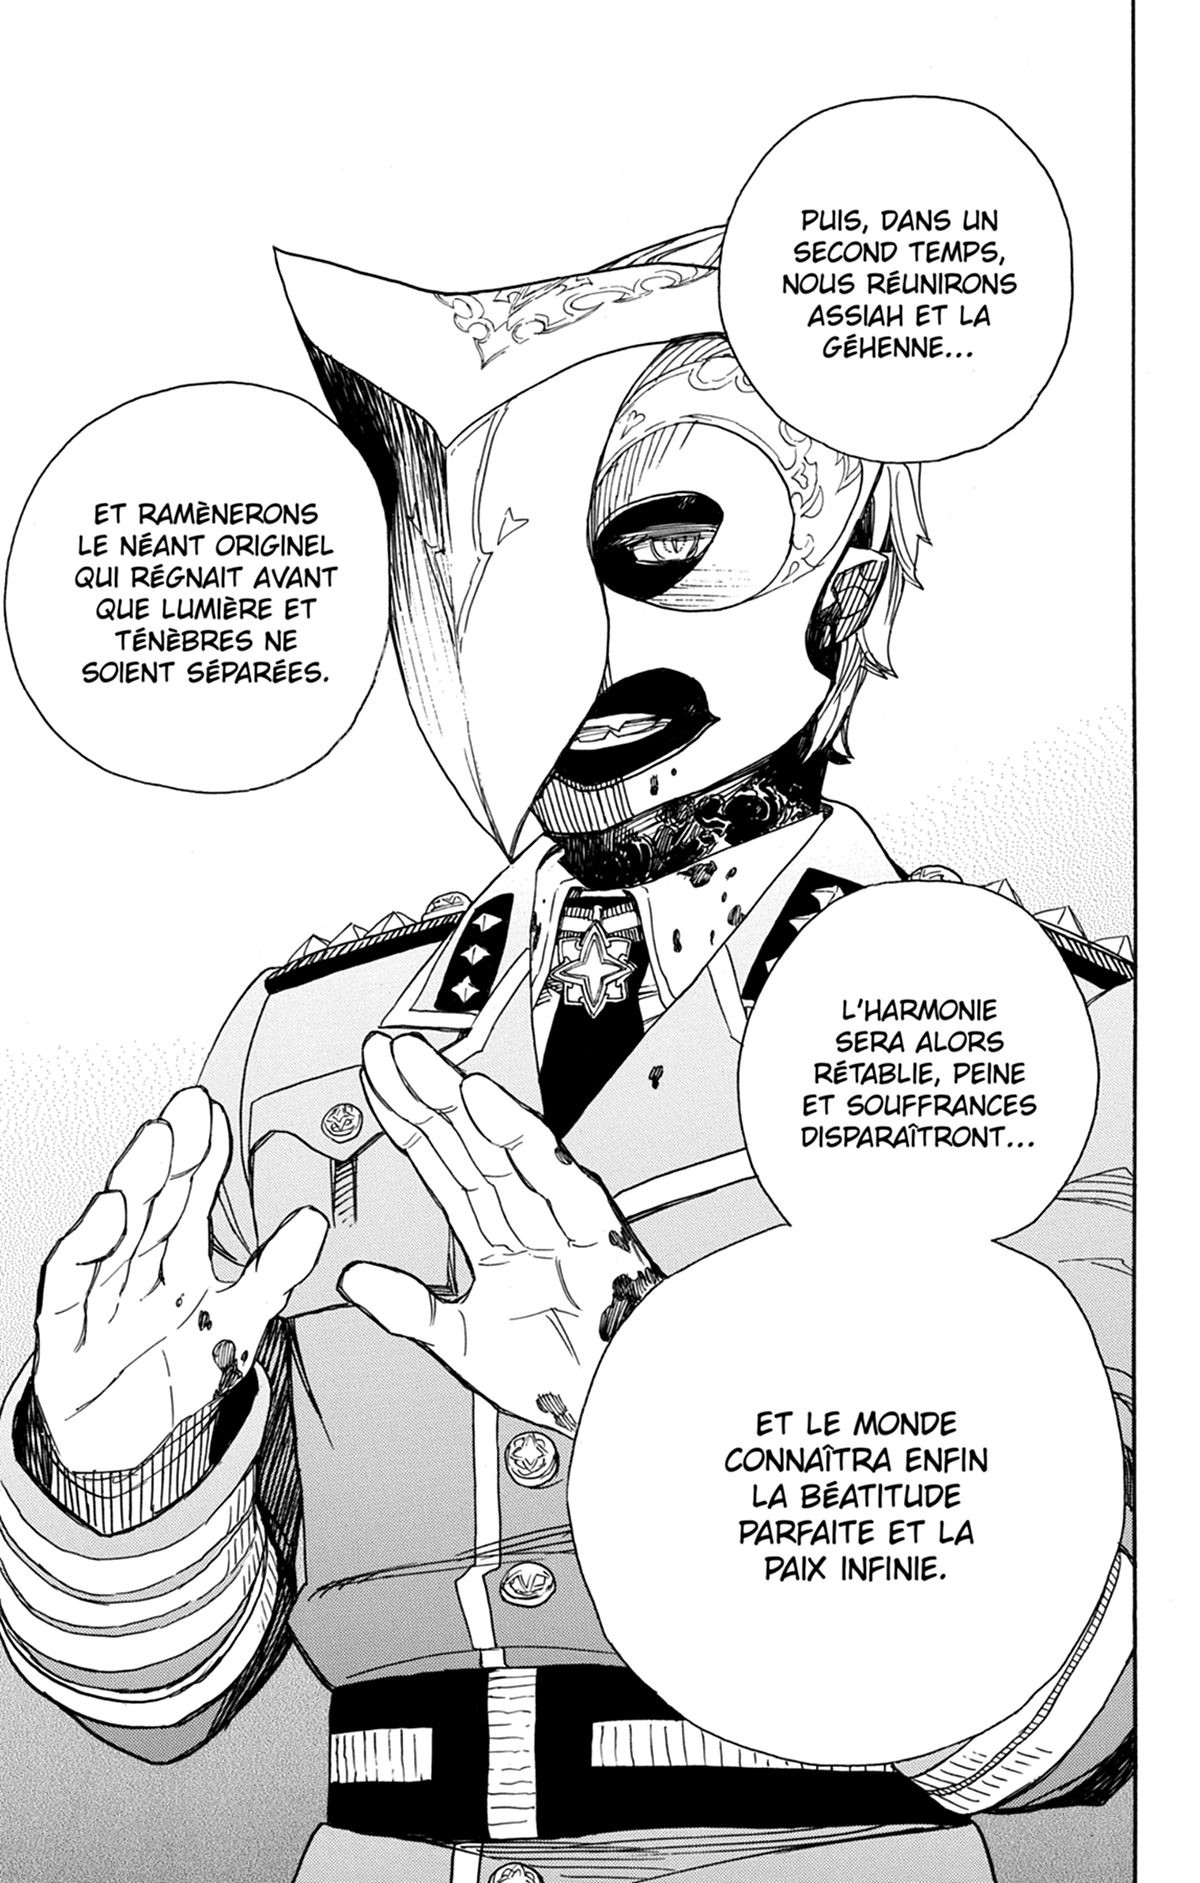 PUIS, DANS UN
SECOND TEMPS,
NOUS RÉUNIRONS
ASSIAH ET LA
GÉHENNE...
ET RAMÈNERONS
LE NÉANT ORIGINEL
QUI RÉGNAIT AVANT
QUE LUMIÈRE ET
TÉNÈBRES NE
SOIENT SÉPARÉES.
L'HARMONIE
SERA ALORS
RÉTABLIE, PEINE
ET SOUFFRANCES
DISPARAÎTRONT...
ET LE MONDE
CONNAÎTRA ENFIN
LA BÉATITUDE
PARFAITE ET LA
PAIX INFINIE.